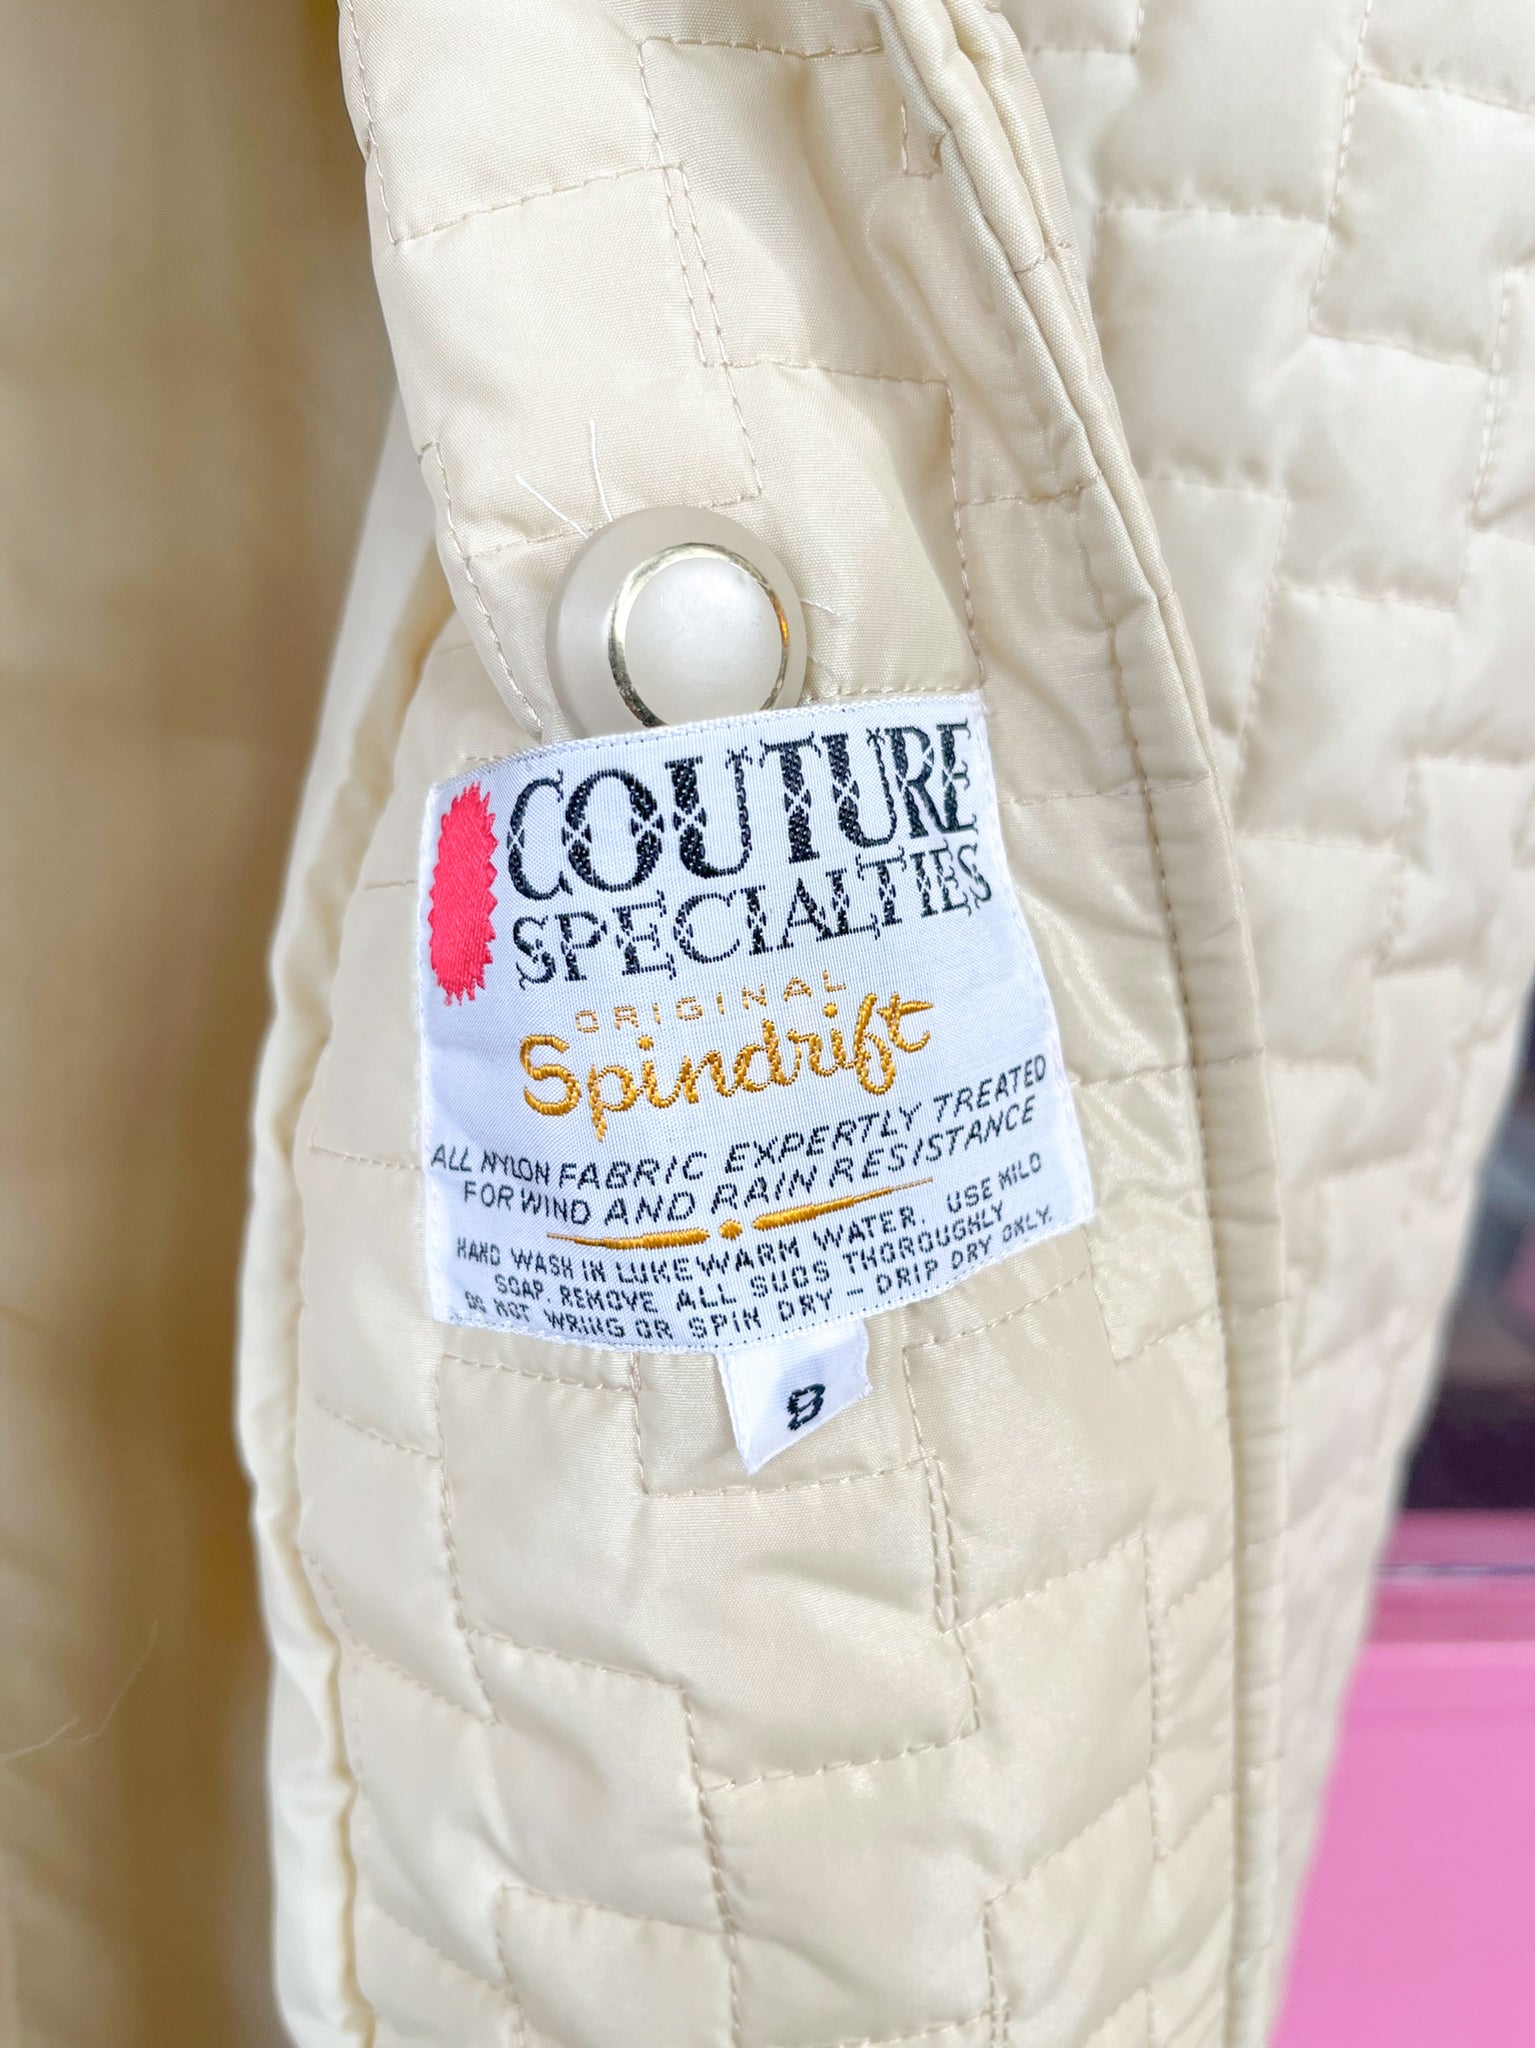 COUTURE
SPECIALTIES
ORIGINAL
Spindrift
ALL NYLON FABRIC EXPERTLY TREATED
FOR WIND AND RAIN RESISTANCE
HAND WASH IN LUKEWARM WATER. USE MILD
SOAP. REMOVE ALL SUDS THOROUGHLY
DO NOT WRING OR SPIN DRY – DRIP DRY ONLY.
8